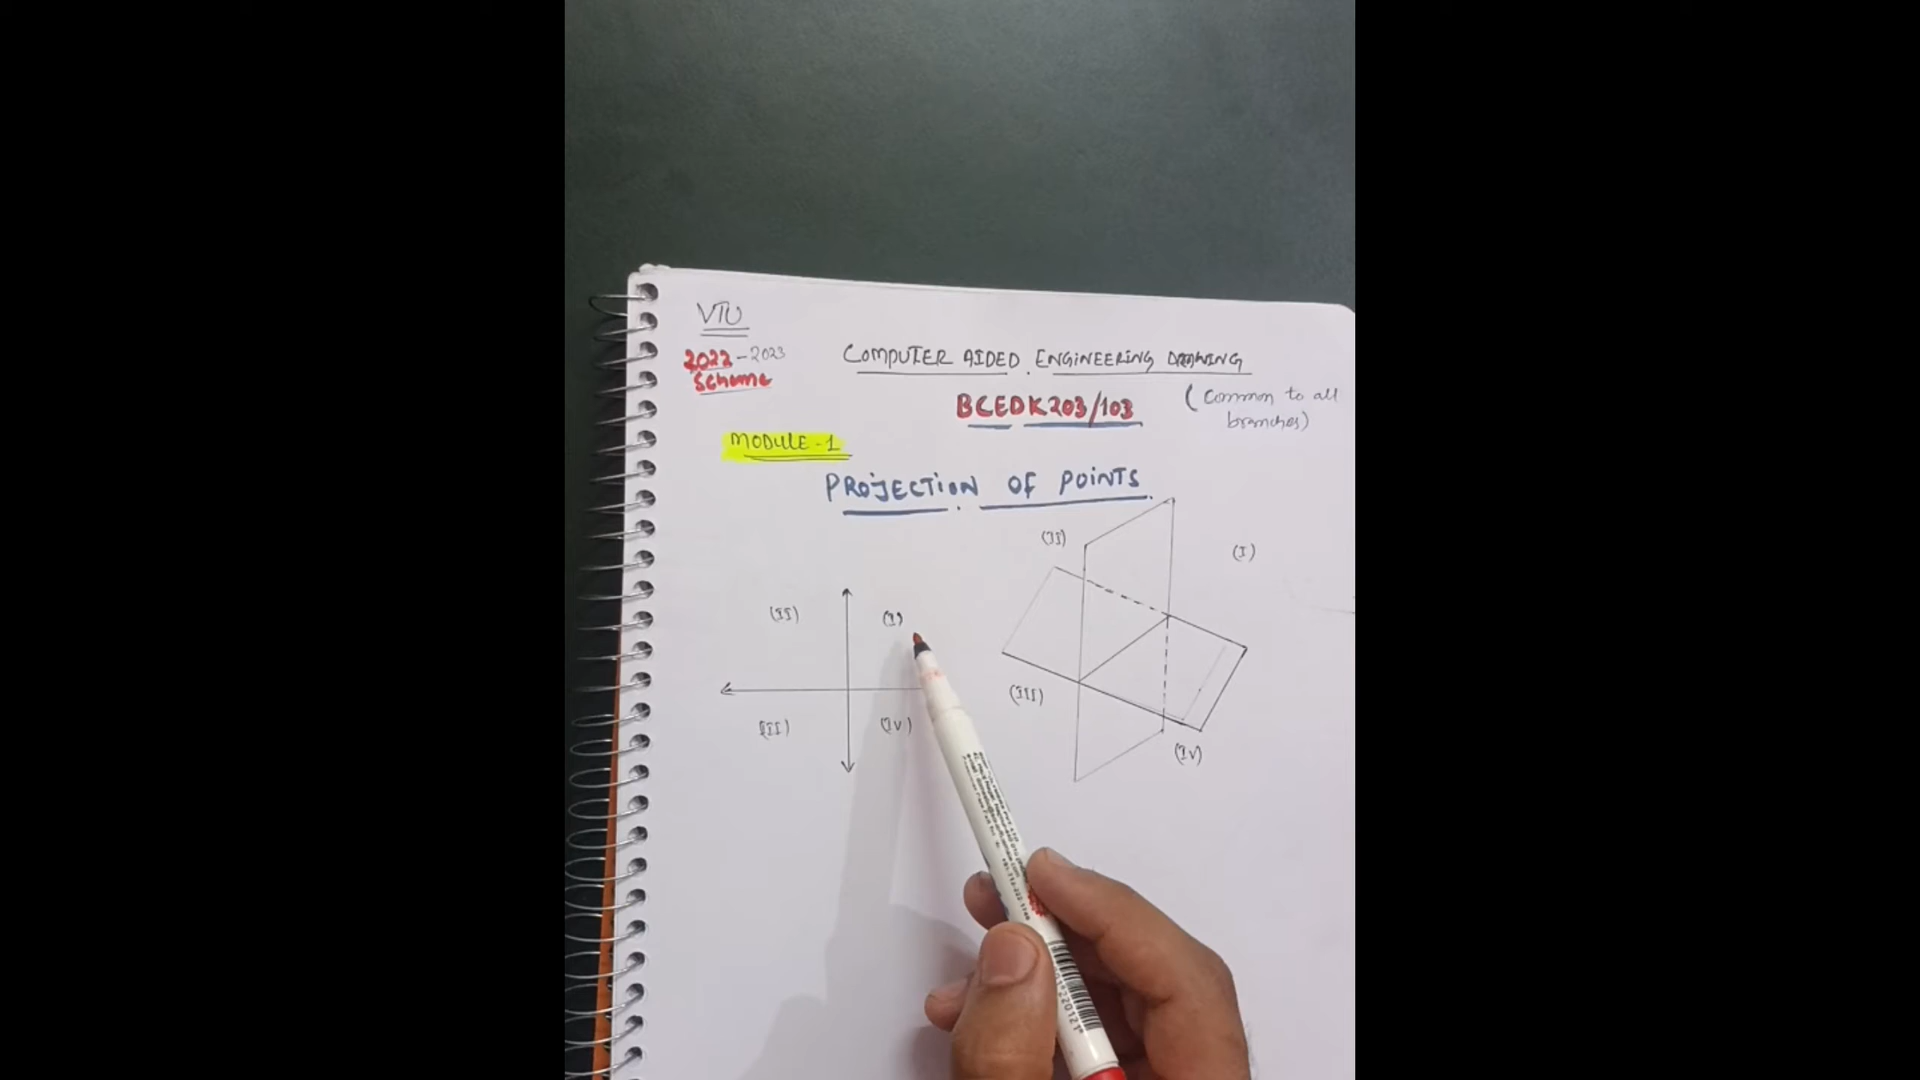 VTU
2022-2023
Scheme
COMPUTER AIDED ENGINEERING DRAWING
BCEDK203/103
(Common to all
branches)
MODULE-1
PROJECTION OF POINTS
(II)
(I)
(II)
(I)
(III)
(IV)
(III)
(IV)